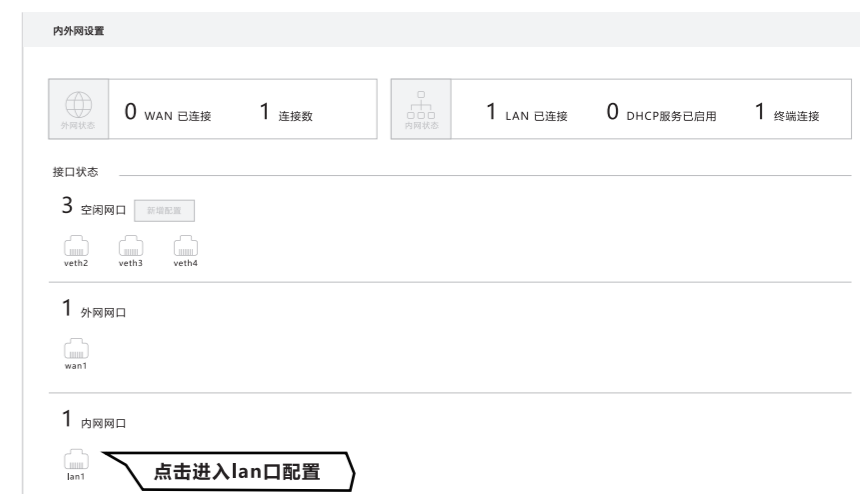 内外网设置
外网状态
0 WAN 已连接 1 连接数
内网状态
1 LAN 已连接 0 DHCP服务已启用 1 终端连接
接口状态
3 空闲网口 新增配置
veth2 veth3 veth4
1 外网网口
wan1
1 内网网口
lan1
点击进入lan口配置